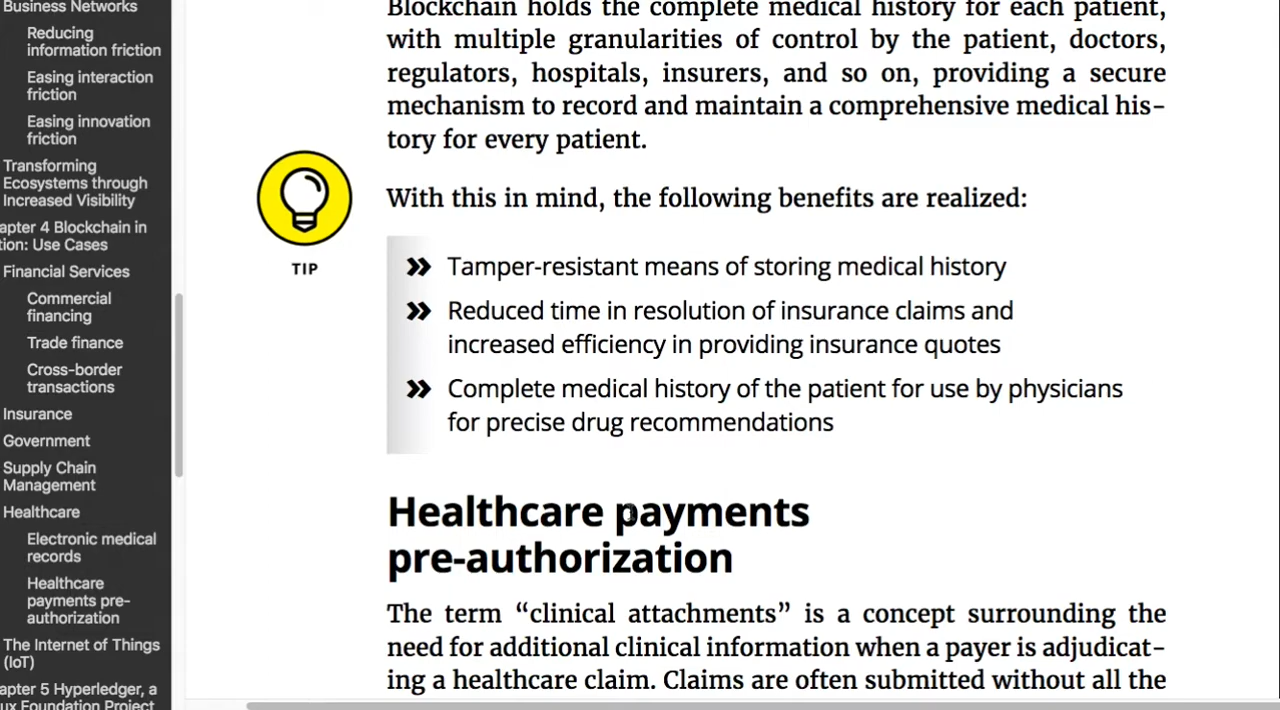 Business Networks
Reducing
information friction
Easing interaction
friction
Easing innovation
friction
Transforming
Ecosystems through
Increased Visibility
apter 4 Blockchain in
tion: Use Cases
Financial Services
Commercial
financing
Trade finance
Cross-border
transactions
Insurance
Government
Supply Chain
Management
Healthcare
Electronic medical
records
Healthcare
payments pre-
authorization
The Internet of Things
(IoT)
apter 5 Hyperledger, a
ux Foundation Project
Blockchain holds the complete medical history for each patient,
with multiple granularities of control by the patient, doctors,
regulators, hospitals, insurers, and so on, providing a secure
mechanism to record and maintain a comprehensive medical his-
tory for every patient.
TIP
With this in mind, the following benefits are realized:
» Tamper-resistant means of storing medical history
» Reduced time in resolution of insurance claims and
increased efficiency in providing insurance quotes
» Complete medical history of the patient for use by physicians
for precise drug recommendations
Healthcare payments
pre-authorization
The term “clinical attachments” is a concept surrounding the
need for additional clinical information when a payer is adjudicat-
ing a healthcare claim. Claims are often submitted without all the